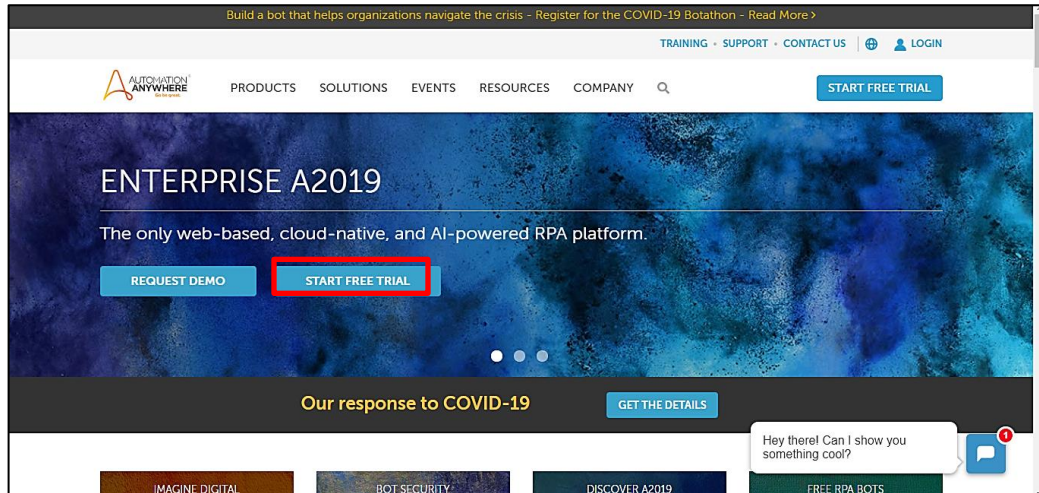 Build a bot that helps organizations navigate the crisis - Register for the COVID-19 Botathon - Read More >
TRAINING • SUPPORT • CONTACT US LOGIN
AUTOMATION
ANYWHERE
Go be great.
PRODUCTS SOLUTIONS EVENTS RESOURCES COMPANY START FREE TRIAL
ENTERPRISE A2019
The only web-based, cloud-native, and AI-powered RPA platform.
REQUEST DEMO START FREE TRIAL
Our response to COVID-19 GET THE DETAILS
Hey there! Can I show you
something cool?
1
IMAGINE DIGITAL BOT SECURITY DISCOVER A2019 FREE RPA BOTS